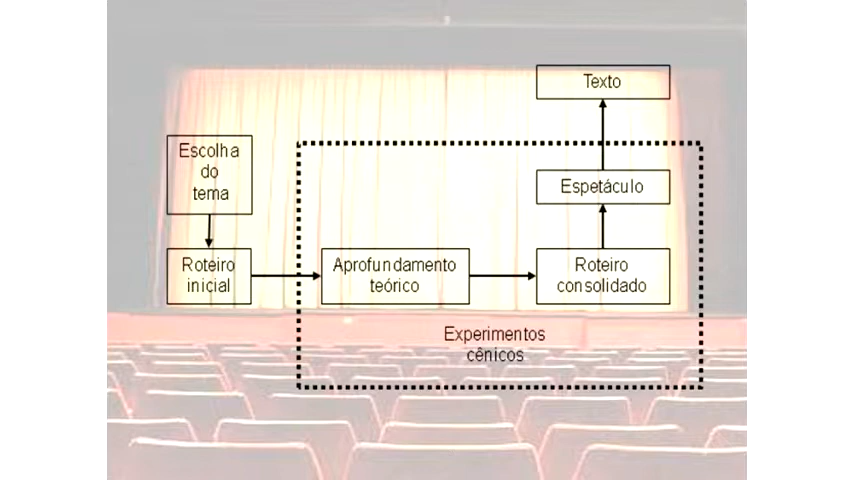 Texto
Escolha
do
tema
Espetáculo
Roteiro
inicial
Aprofundamento
teórico
Roteiro
consolidado
Experimentos
cênicos